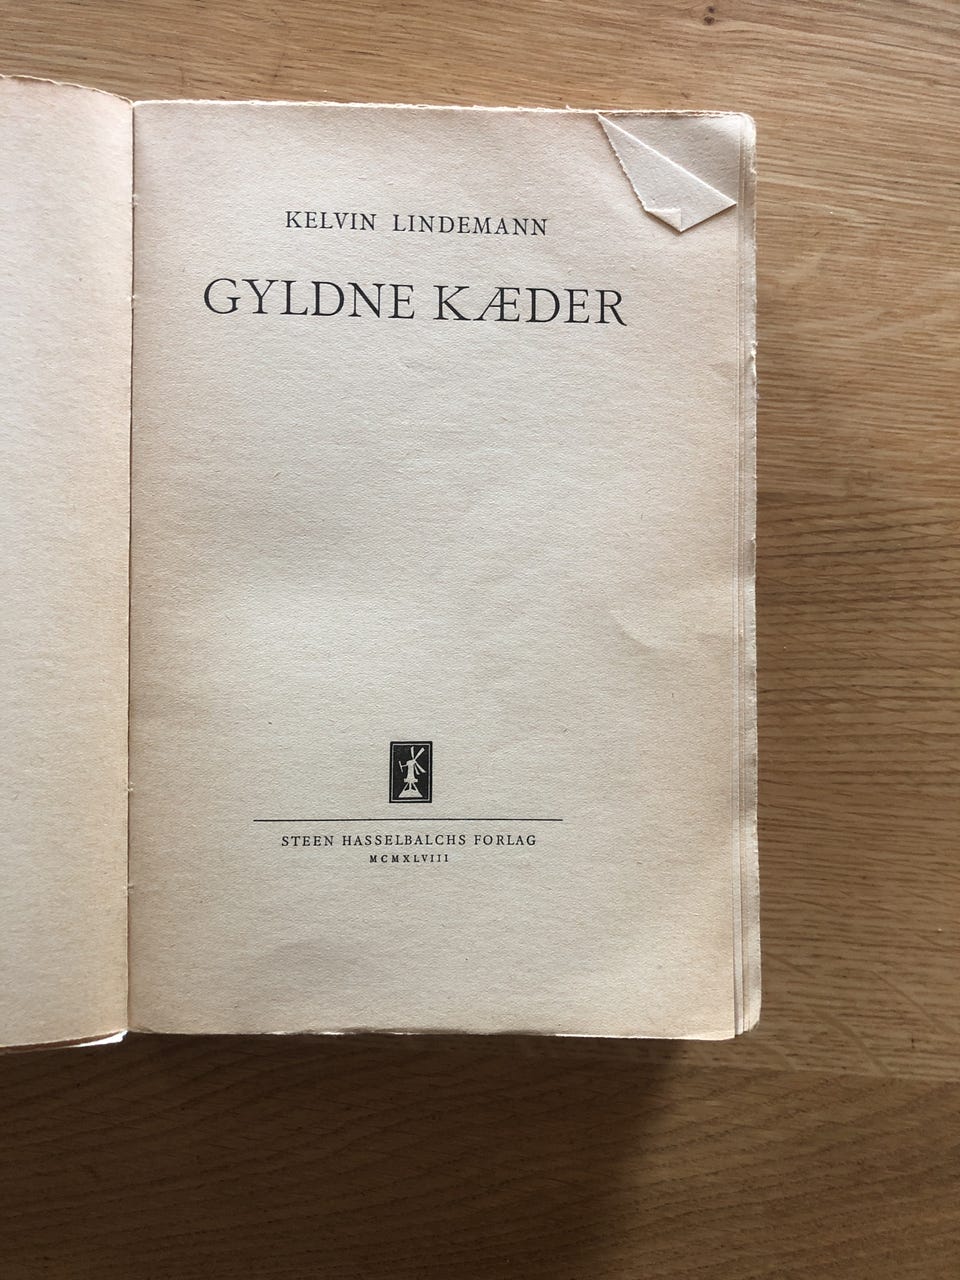 KELVIN LINDEMANN
GYLDNE KÆDER
STEEN HASSELBALCHS FORLAG
MCMXLVIII